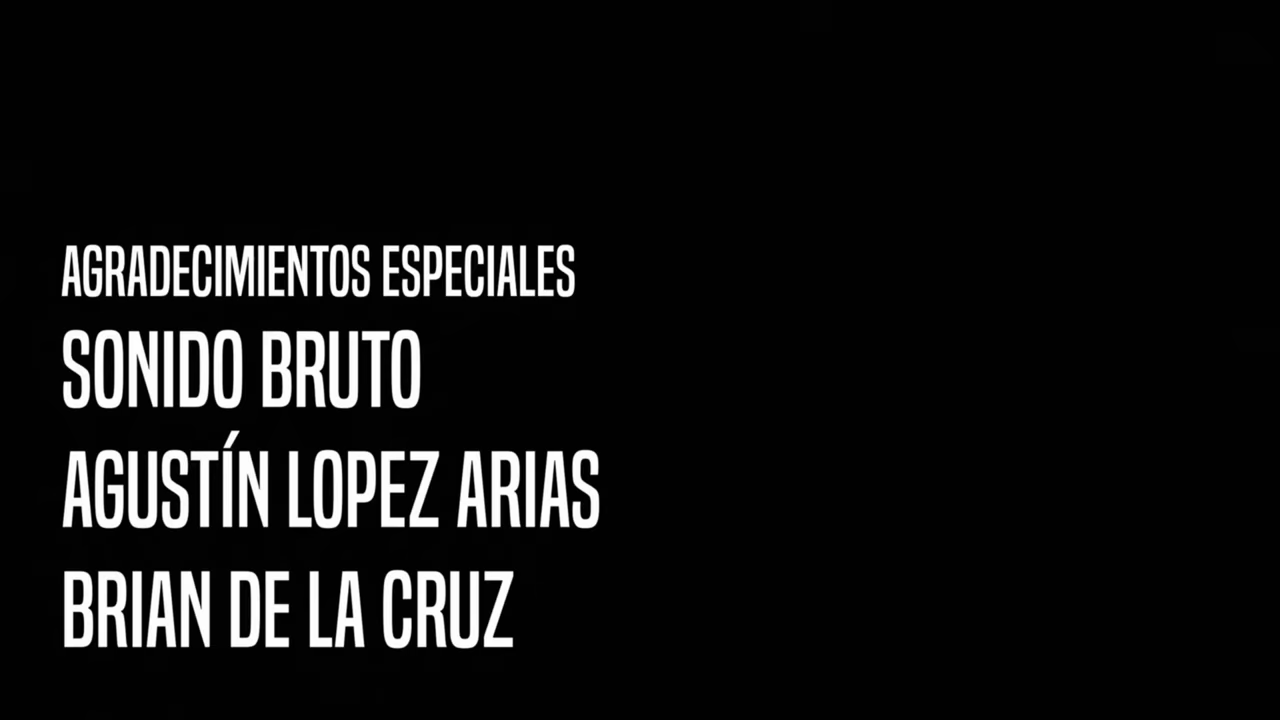 AGRADECIMIENTOS ESPECIALES
SONIDO BRUTO
AGUSTÍN LOPEZ ARIAS
BRIAN DE LA CRUZ